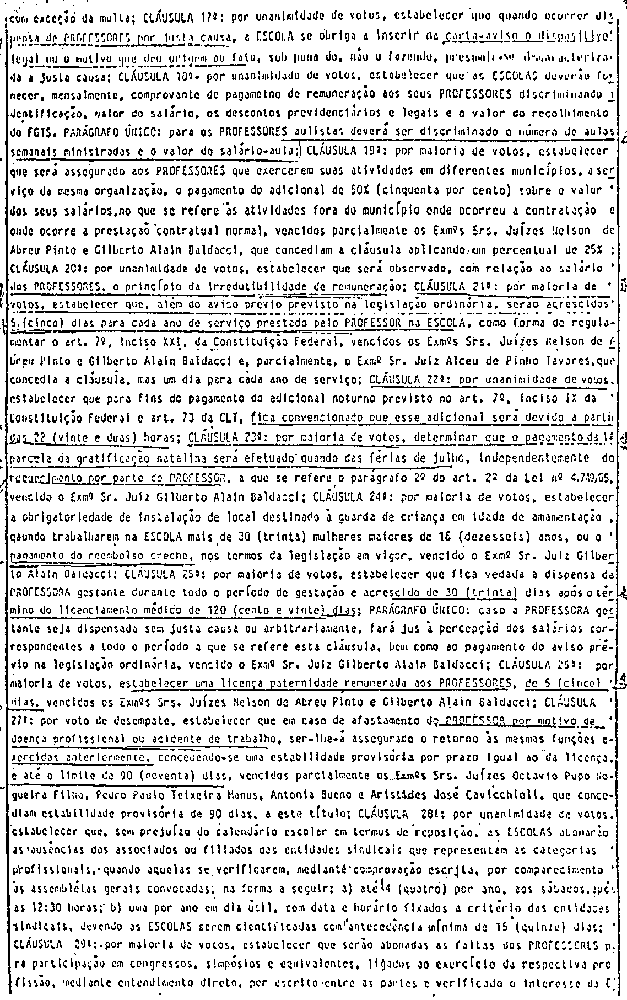 com exceção da multa; CLÁUSULA 17ª: por unanimidade de votos, estabelecer que quando ocorrer dis
pensa de PROFESSORES por justa causa, a ESCOLA se obriga a inserir na carta-aviso o dispositivo
legal ou o motivo que deu origem ao fato, sob pena do, não o fazendo, presumir-se descaracteriza-
da a justa causa; CLÁUSULA 18ª- por unanimidado de votos, estabelecer que as ESCOLAS deverão for
necer, mensalmente, comprovante de pagametno de remuneração aos seus PROFESSORES discriminando i
dentificação, valor do salário, os descontos previdenciários e legais e o valor do recolhimento
do FGTS. PARÁGRAFO ÚNICO: para os PROFESSORES aulistas deverá ser discriminado o número de aulas
semanais ministradas e o valor do salário-aula; CLÁUSULA 19ª: por maioria de votos, estabelecer
que será assegurado aos PROFESSORES que exercerem suas atividades em diferentes municípios, a ser
viço da mesma organização, o pagamento do adicional de 50% (cinquenta por cento) sobre o valor '
dos seus salários,no que se refere às atividades fora do município onde ocorreu a contratação e
onde ocorre a prestação contratual normal, vencidos parcialmente os Exmºs Srs. Juízes Nelson de
Abreu Pinto e Gilberto Alain Baldacci, que concediam a cláusula aplicando um percentual de 25% ;
CLÁUSULA 20ª: por unanimidade de votos, estabelecer que será observado, com relação ao salário '
dos PROFESSORES, o princípio da irredutibilidade de remuneração; CLÁUSULA 21ª: por maioria de '
votos, estabelecer que, além do aviso prévio previsto na legislação ordinária, serão acrescidos'
5 (cinco) dias para cada ano de serviço prestado pelo PROFESSOR na ESCOLA, como forma de regula-
mentar o art. 7º, inciso XXI, da Constituição Federal, vencidos os Exmºs Srs. Juízes Nelson de A
breu Pinto e Gilberto Alain Baldacci e, parcialmente, o Exmº Sr. Juiz Alceu de Pinho Tavares,que
concedia a cláusula, mas um dia para cada ano de serviço; CLÁUSULA 22ª: por unanimidade de votos,
estabelecer que para fins do pagamento do adicional noturno previsto no art. 7º, inciso IX da '
Constituição Federal e art. 73 da CLT, fica convencionado que esse adicional será devido a partir
das 22 (vinte e duas) horas; CLÁUSULA 23ª: por maioria de votos, determinar que o pagamento da 1ª
parcela da gratificação natalina será efetuado quando das férias de julho, independentemente do
requerimento por parte do PROFESSOR, a que se refere o parágrafo 2º do art. 2º da Lei nº 4.749/65,
vencido o Exmº Sr. Juiz Gilberto Alain Baldacci; CLÁUSULA 24ª: por maioria de votos, estabelecer
a obrigatoriedade de instalação de local destinado à guarda de criança em idade de amamentação ,
qaundo trabalharem na ESCOLA mais de 30 (trinta) mulheres maiores de 16 (dezesseis) anos, ou o '
pagamento do reembolso creche, nos termos da legislação em vigor, vencido o Exmº Sr. Juiz Gilber
to Alain Baldacci; CLÁUSULA 25ª: por maioria de votos, estabelecer que fica vedada a dispensa da
PROFESSORA gestante durante todo o período de gestação e acrescido de 30 (trinta) dias após o tér
mino do licenciamento médico de 120 (cento e vinte) dias; PARÁGRAFO ÚNICO: caso a PROFESSORA ges
tante seja dispensada sem justa causa ou arbitrariamente, fará jus à percepção dos salários cor-
respondentes a todo o período a que se refere esta cláusula, bem como ao pagamento do aviso pré-
vio na legislação ordinária, vencido o Exmº Sr. Juiz Gilberto Alain Baldacci; CLÁUSULA 26ª: por
maioria de votos, estabelecer uma licença paternidade remunerada aos PROFESSORES, de 5 (cinco) '
dias, vencidos os Exmºs Srs. Juízes Nelson de Abreu Pinto e Gilberto Alain Baldacci; CLÁUSULA '
27ª: por voto de desempate, estabelecer que em caso de afastamento do PROFESSOR por motivo de '
doença profissional ou acidente de trabalho, ser-lhe-á assegurado o retorno às mesmas funções e-
xercidas anteriormente, concedendo-se uma estabilidade provisória por prazo igual ao da licença,
e até o limite de 90 (noventa) dias, vencidos parcialmente os Exmºs Srs. Juízes Octavio Pupo No-
gueira Filho, Pedro Paulo Teixeira Manus, Antonia Bueno e Aristides José Cavicchioli, que conce-
diam estabilidade provisória de 90 dias, a este título; CLÁUSULA 28ª: por unanimidade de votos,
estabelecer que, sem prejuízo do calendário escolar em termus de reposição, as ESCOLAS abonarão
as ausências dos associados ou filiados das entidades sindicais que representem as categorias '
profissionais, quando aquelas se verificarem, mediante comprovação escrita, por comparecimento '
às assembléias gerais convocadas; na forma a seguir: a) até 4 (quatro) por ano, aos sábados,após
as 12:30 horas; b) uma por ano em dia útil, com data e horário fixados a critério das entidades
sindicais, devendo as ESCOLAS serem cientificadas com antecedência mínima de 15 (quinze) dias; '
CLÁUSULA 29ª: por maioria de votos, estabelecer que serão abonadas as faltas dos PROFESSORES p.
ra participação em congressos, simpósios e equivalentes, ligados ao exercício da respectiva pro-
fissão, mediante entendimento direto, por escrito entre as partes e verificado o interesse da E